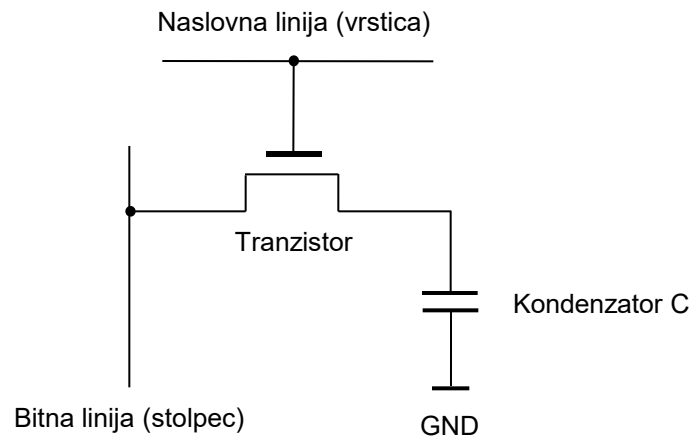 Naslovna linija (vrstica)
Tranzistor
Kondenzator C
Bitna linija (stolpec)
GND